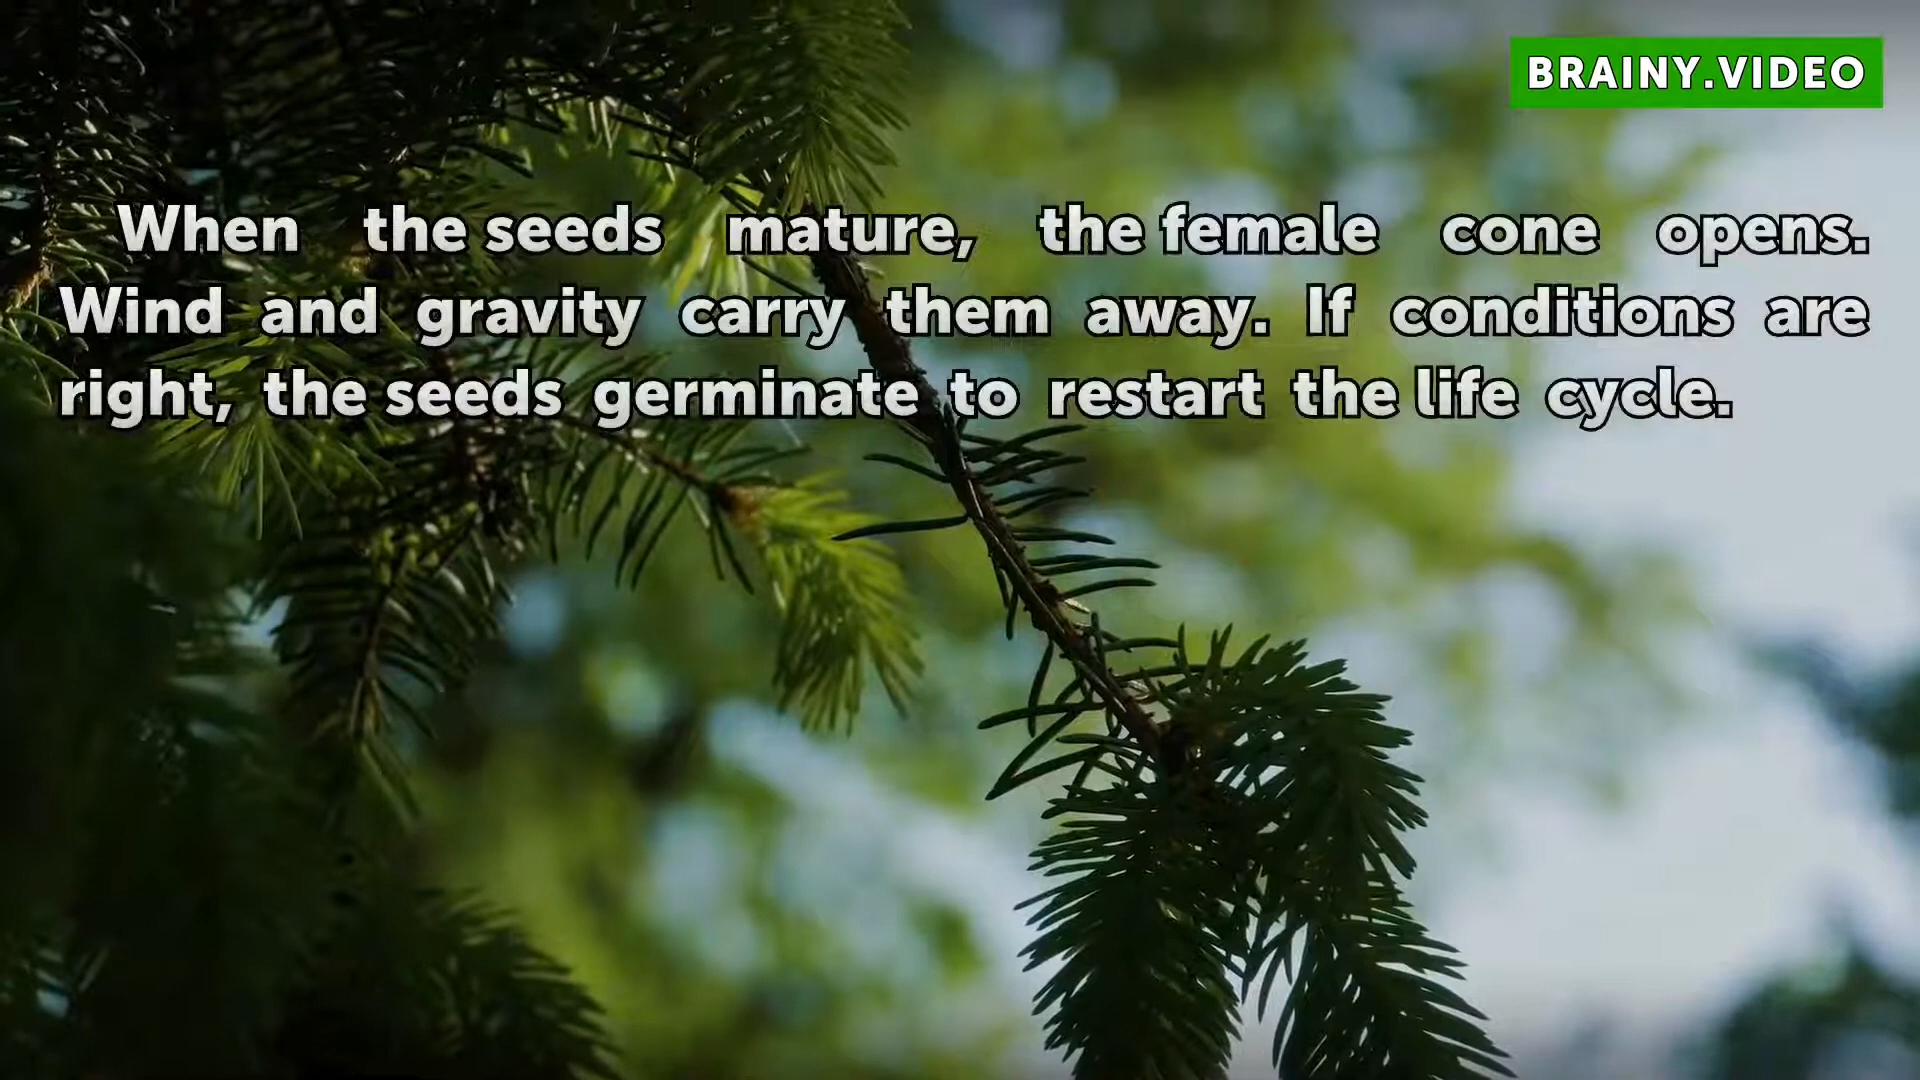 BRAINY.VIDEO
When the seeds mature, the female cone opens.
Wind and gravity carry them away. If conditions are
right, the seeds germinate to restart the life cycle.